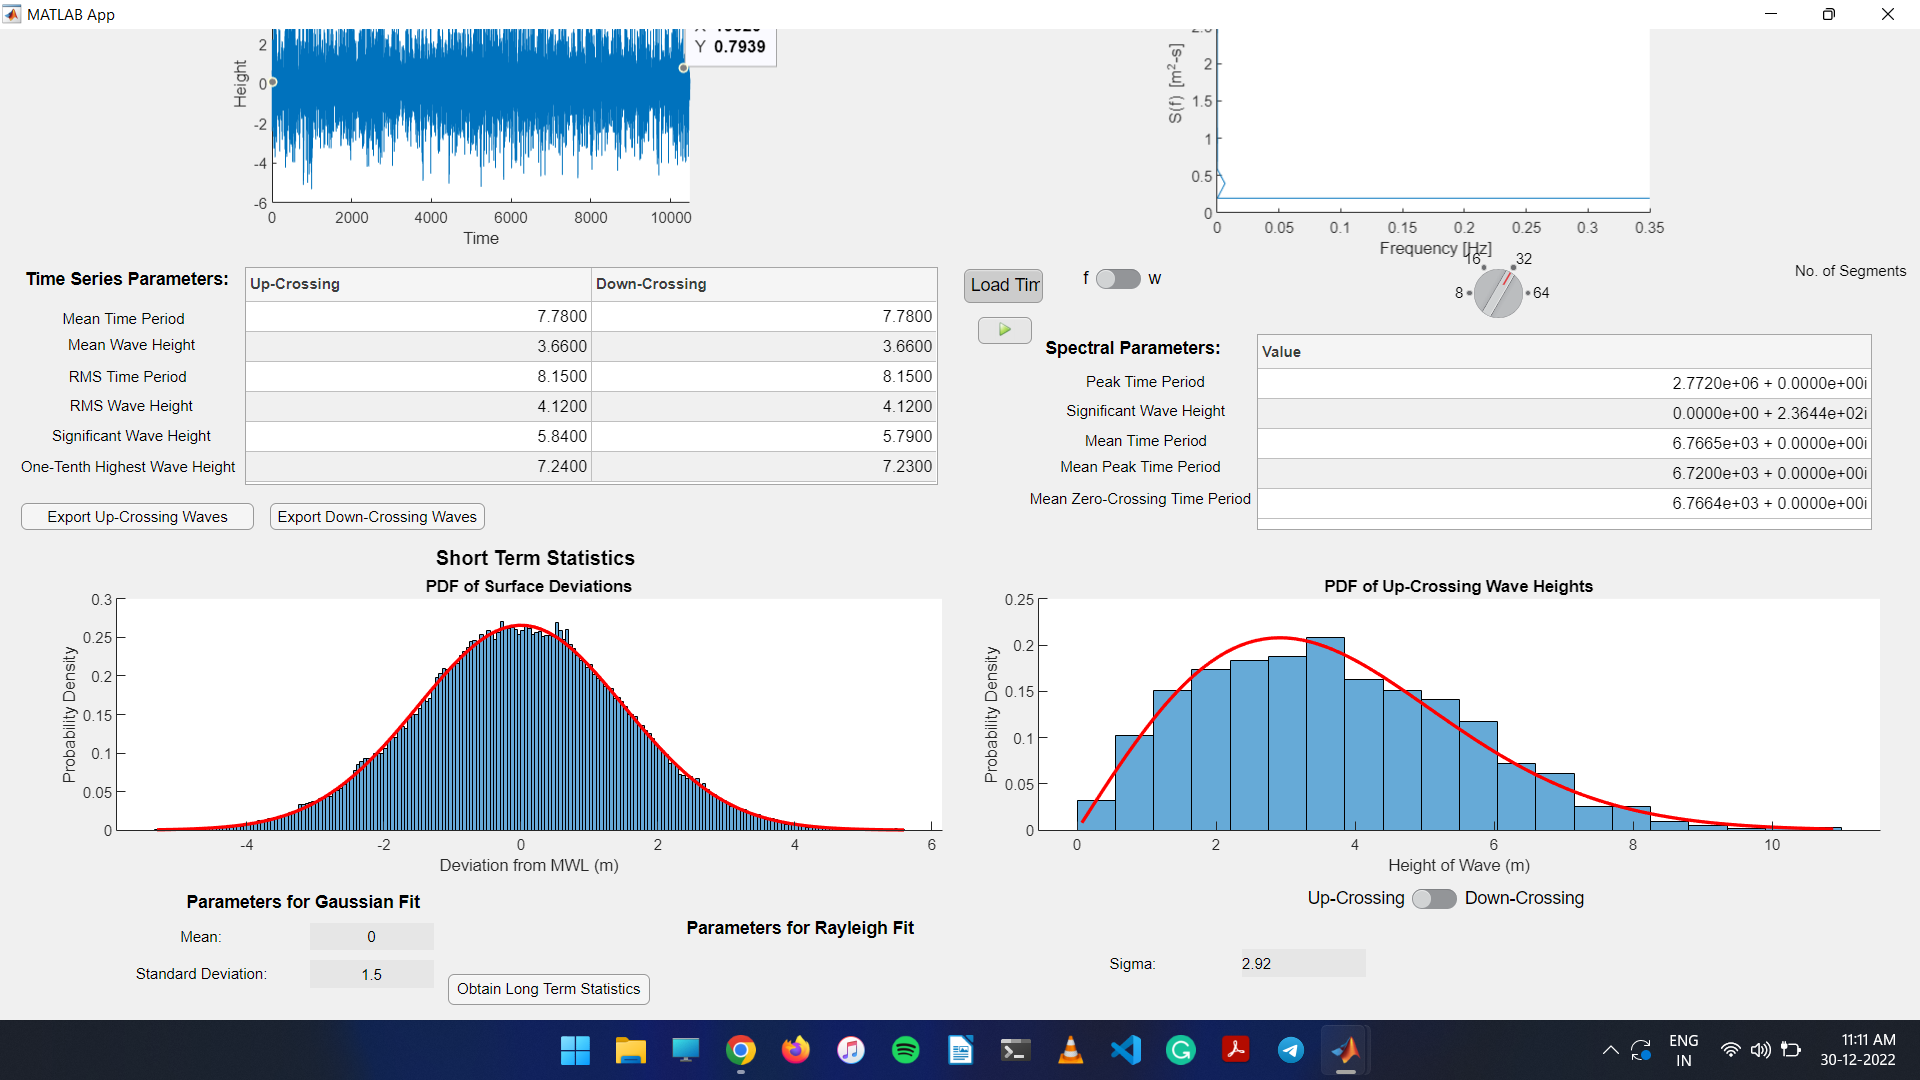 MATLAB App
Y 0.7939
Height
2
0
-2
-4
-6
0 2000 4000 6000 8000 10000
Time
S(f) [m²-s]
2
1.5
1
0.5
0
0 0.05 0.1 0.15 0.2 0.25 0.3 0.35
Frequency [Hz]
Time Series Parameters:
Up-Crossing Down-Crossing
Mean Time Period 7.7800 7.7800
Mean Wave Height 3.6600 3.6600
RMS Time Period 8.1500 8.1500
RMS Wave Height 4.1200 4.1200
Significant Wave Height 5.8400 5.7900
One-Tenth Highest Wave Height 7.2400 7.2300
Export Up-Crossing Waves Export Down-Crossing Waves
Load Tim
f w
8 16 32 64
No. of Segments
Spectral Parameters:
Value
Peak Time Period 2.7720e+06 + 0.0000e+00i
Significant Wave Height 0.0000e+00 + 2.3644e+02i
Mean Time Period 6.7665e+03 + 0.0000e+00i
Mean Peak Time Period 6.7200e+03 + 0.0000e+00i
Mean Zero-Crossing Time Period 6.7664e+03 + 0.0000e+00i
Short Term Statistics
PDF of Surface Deviations
Probability Density
0.3
0.25
0.2
0.15
0.1
0.05
0
-4 -2 0 2 4 6
Deviation from MWL (m)
PDF of Up-Crossing Wave Heights
Probability Density
0.25
0.2
0.15
0.1
0.05
0
0 2 4 6 8 10
Height of Wave (m)
Up-Crossing Down-Crossing
Parameters for Gaussian Fit
Mean: 0
Standard Deviation: 1.5
Obtain Long Term Statistics
Parameters for Rayleigh Fit
Sigma: 2.92
ENG
IN
11:11 AM
30-12-2022